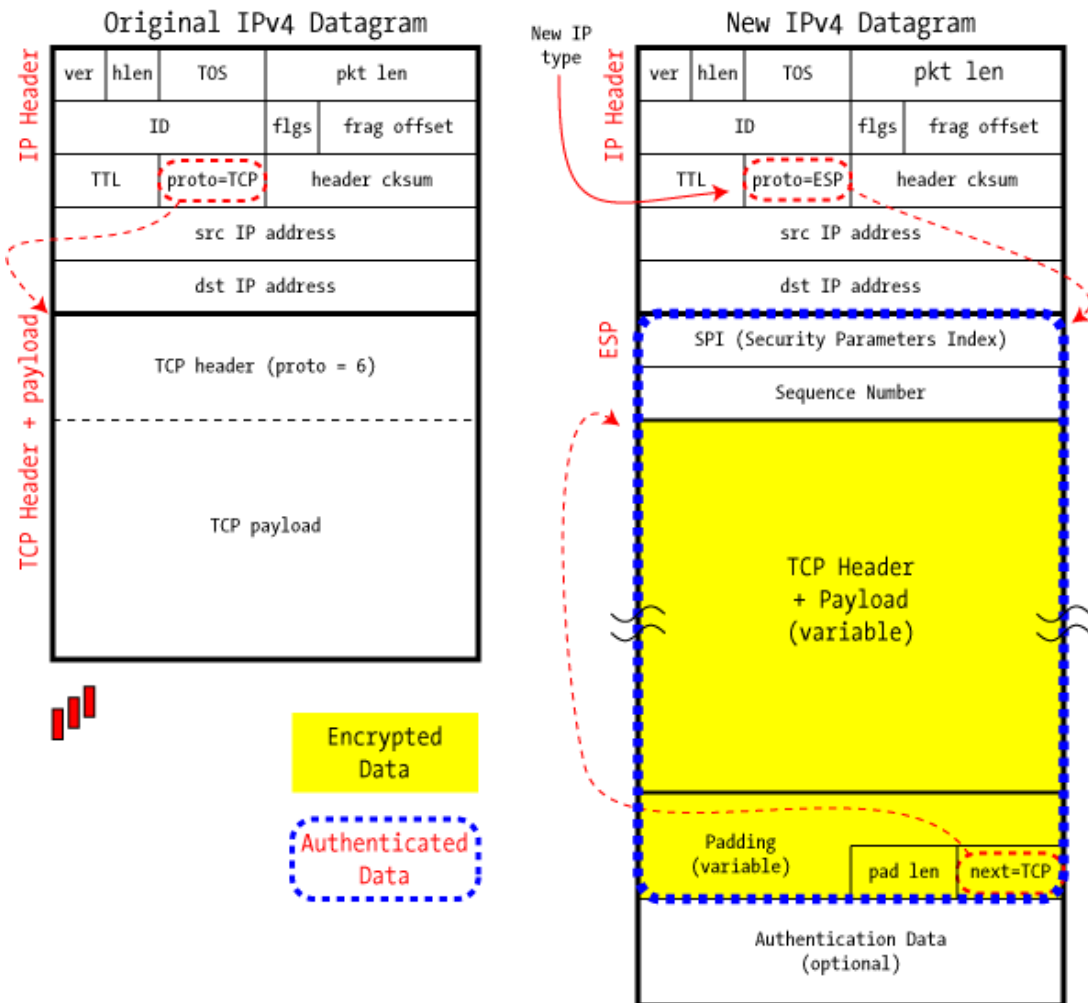 Original IPv4 Datagram
IP Header
ver hlen TOS pkt len
ID flgs frag offset
TTL proto=TCP header cksum
src IP address
dst IP address
TCP Header + payload
TCP header (proto = 6)
TCP payload
Encrypted
Data
Authenticated
Data
New IPv4 Datagram
New IP
type
IP Header
ver hlen TOS pkt len
ID flgs frag offset
TTL proto=ESP header cksum
src IP address
dst IP address
ESP
SPI (Security Parameters Index)
Sequence Number
TCP Header
+ Payload
(variable)
Padding
(variable)
pad len next=TCP
Authentication Data
(optional)